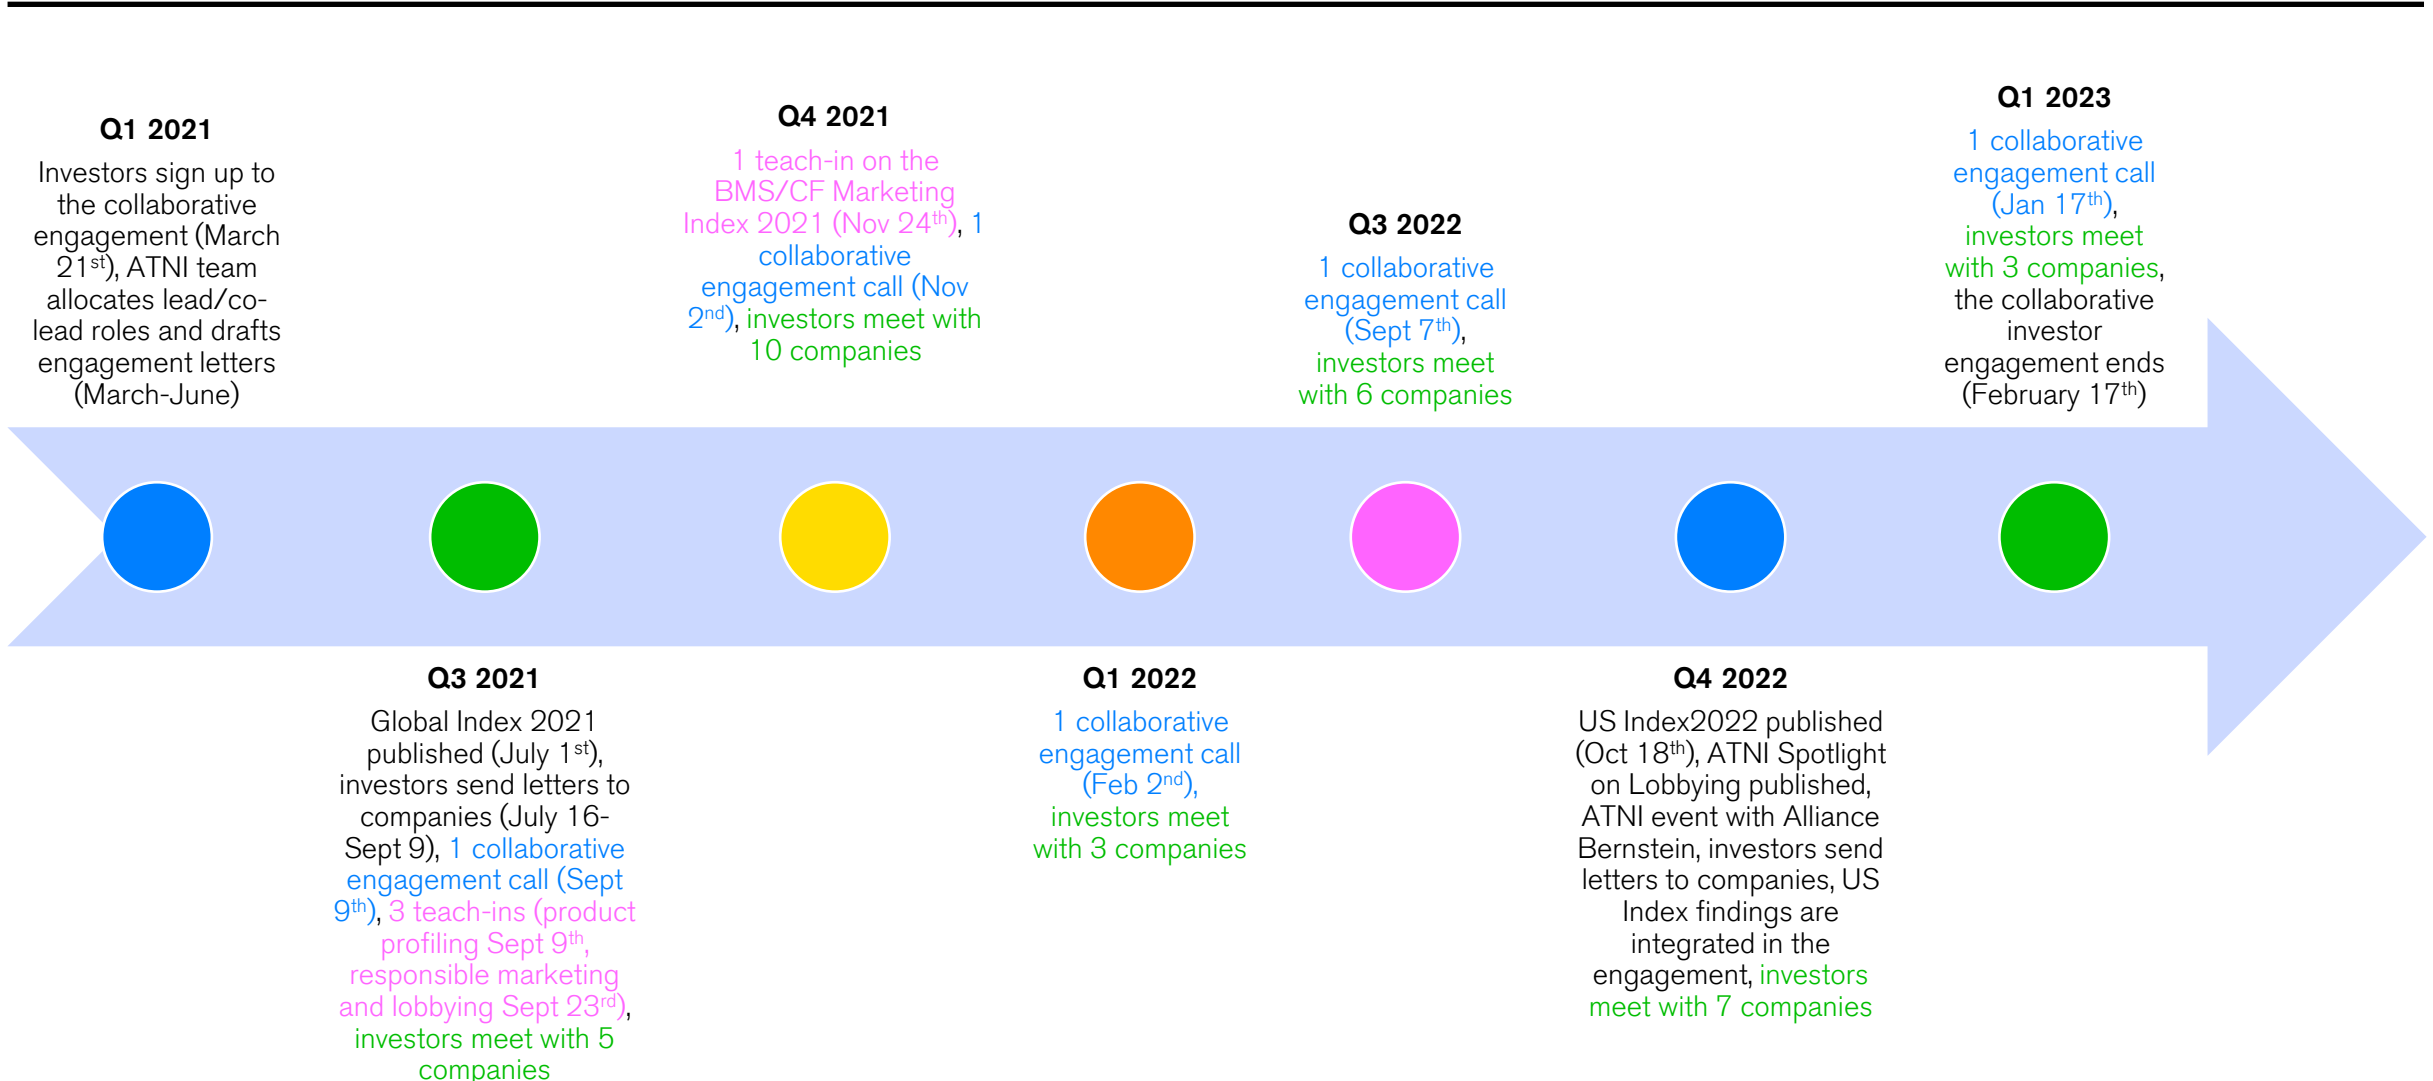 Q1 2021
Investors sign up to
the collaborative
engagement (March
21st), ATNI team
allocates lead/co-
lead roles and drafts
engagement letters
(March-June)
Q3 2021
Global Index 2021
published (July 1st),
investors send letters to
companies (July 16-
Sept 9), 1 collaborative
engagement call (Sept
9th), 3 teach-ins (product
profiling Sept 9th,
responsible marketing
and lobbying Sept 23rd),
investors meet with 5
companies
Q4 2021
1 teach-in on the
BMS/CF Marketing
Index 2021 (Nov 24th), 1
collaborative
engagement call (Nov
2nd), investors meet with
10 companies
Q1 2022
1 collaborative
engagement call
(Feb 2nd),
investors meet
with 3 companies
Q3 2022
1 collaborative
engagement call
(Sept 7th),
investors meet
with 6 companies
Q4 2022
US Index2022 published
(Oct 18th), ATNI Spotlight
on Lobbying published,
ATNI event with Alliance
Bernstein, investors send
letters to companies, US
Index findings are
integrated in the
engagement, investors
meet with 7 companies
Q1 2023
1 collaborative
engagement call
(Jan 17th),
investors meet
with 3 companies,
the collaborative
investor
engagement ends
(February 17th)